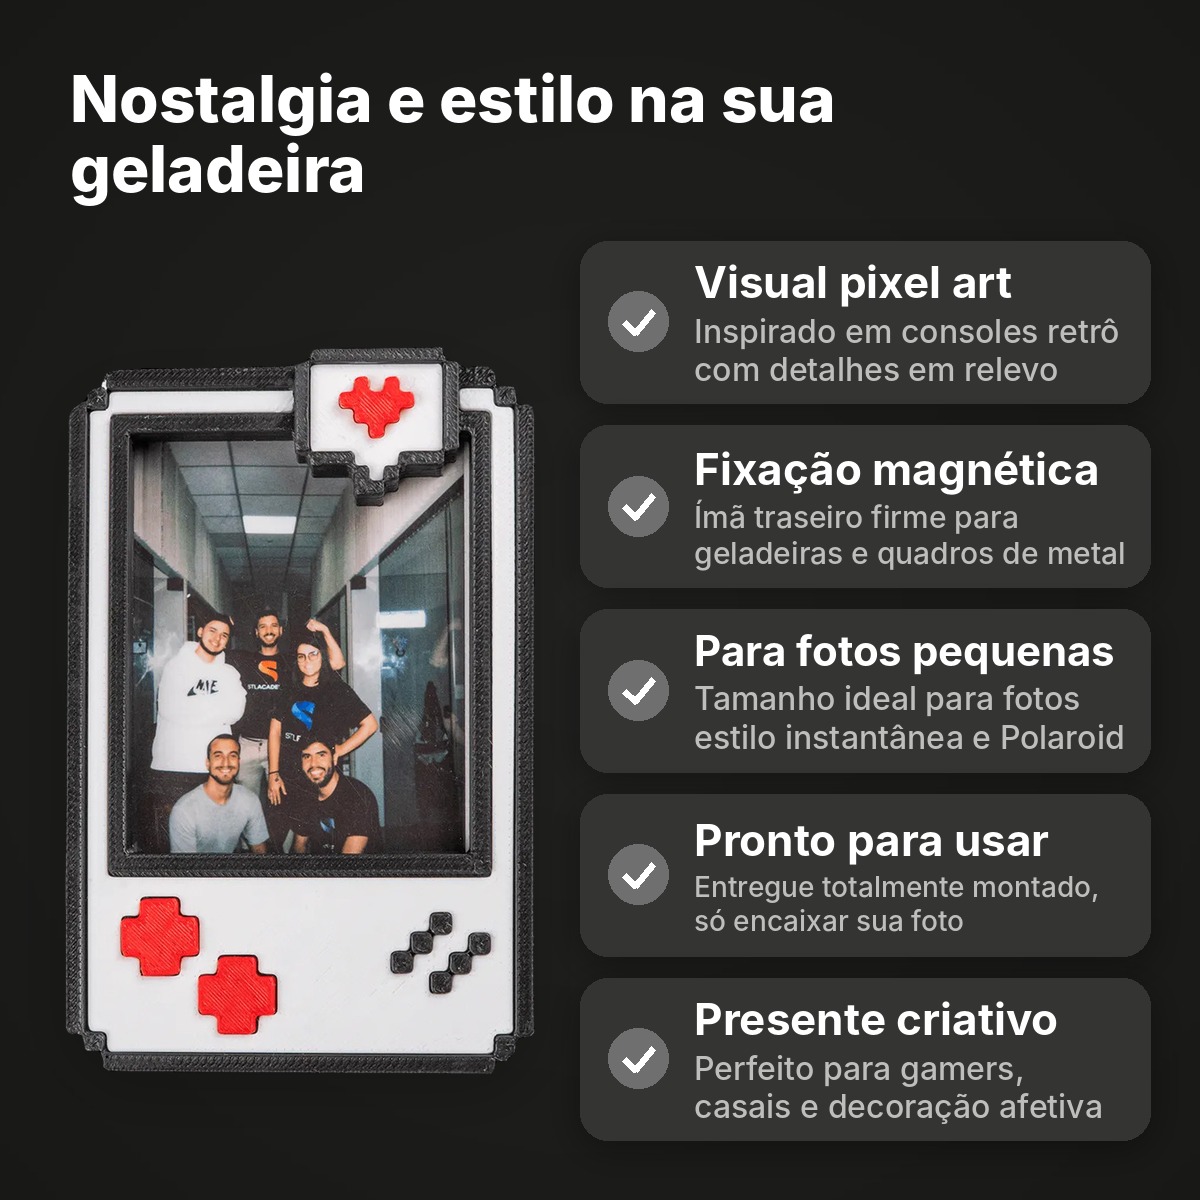 Nostalgia e estilo na sua
geladeira
Visual pixel art
Inspirado em consoles retrô
com detalhes em relevo
Fixação magnética
Ímã traseiro firme para
geladeiras e quadros de metal
Para fotos pequenas
Tamanho ideal para fotos
estilo instantânea e Polaroid
Pronto para usar
Entregue totalmente montado,
só encaixar sua foto
Presente criativo
Perfeito para gamers,
casais e decoração afetiva